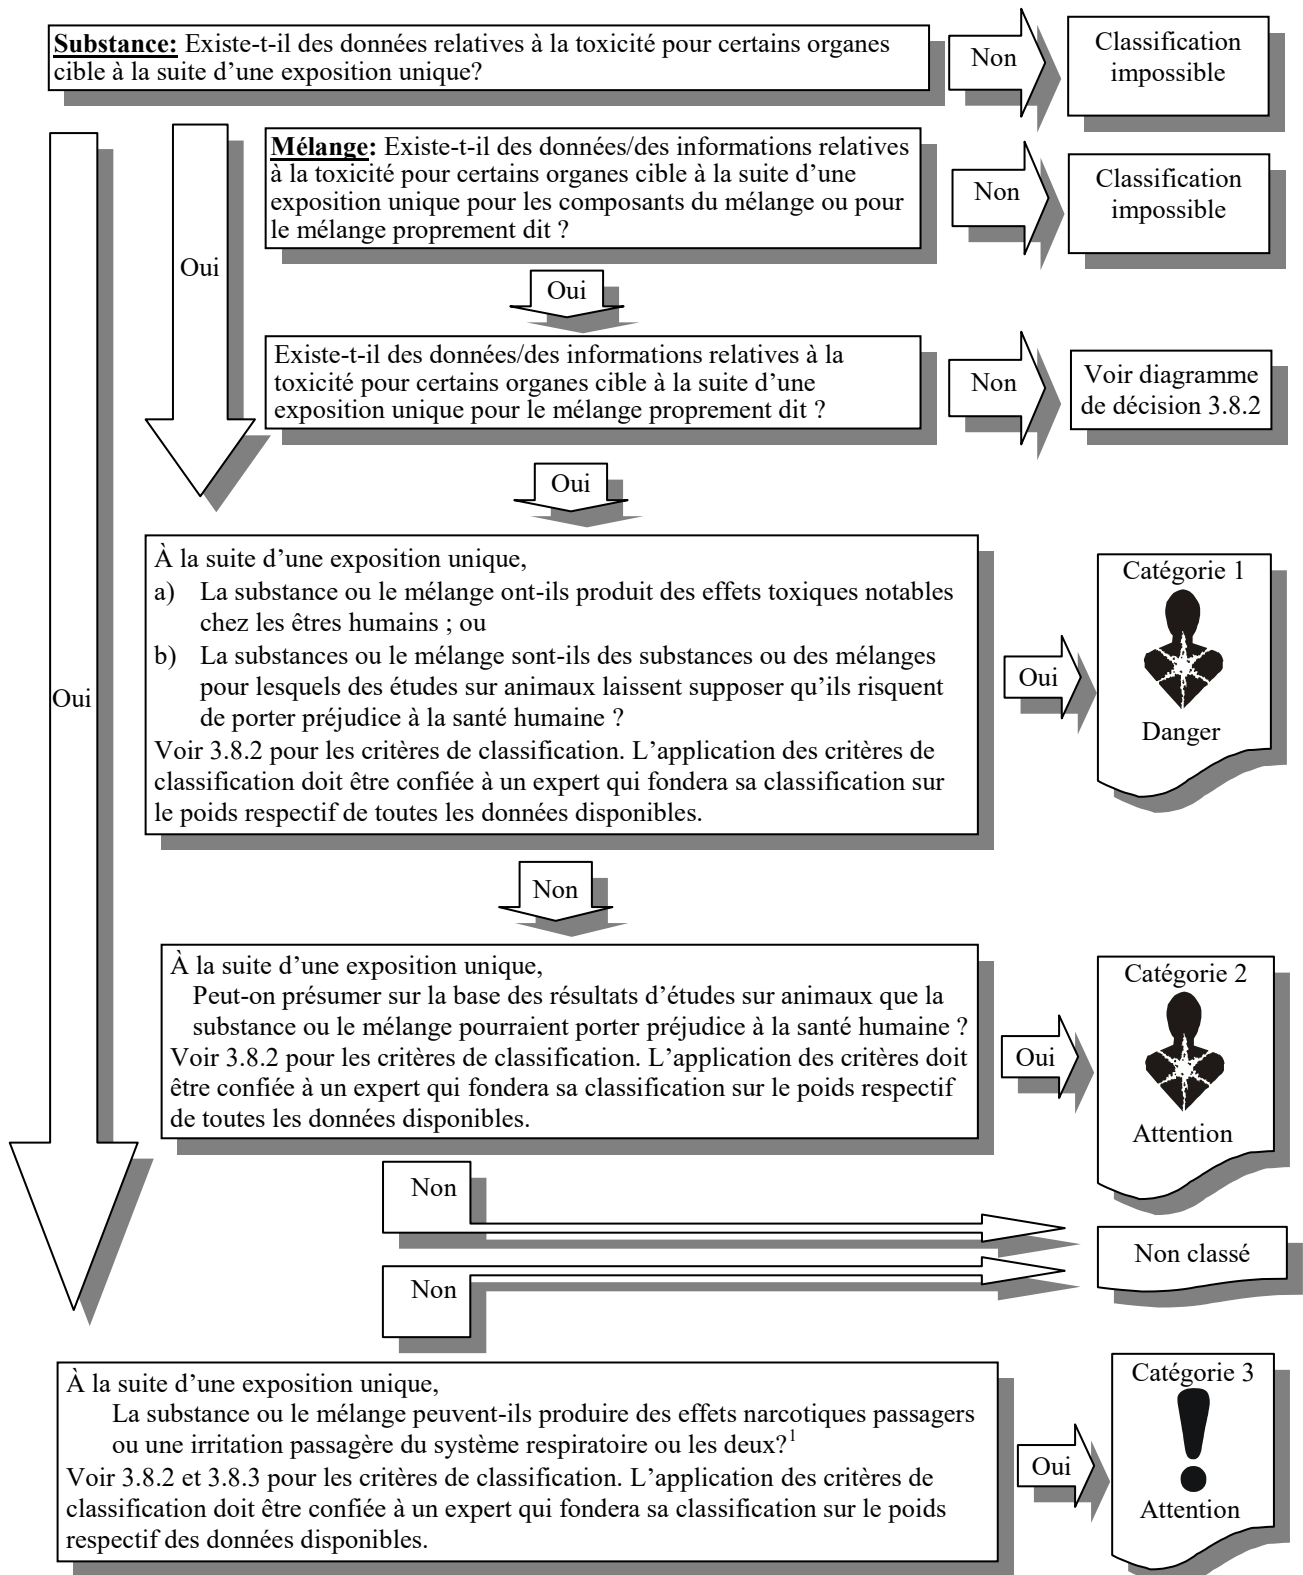 Substance: Existe-t-il des données relatives à la toxicité pour certains organes
cible à la suite d'une exposition unique?
Non
Classification
impossible
Mélange: Existe-t-il des données/des informations relatives
à la toxicité pour certains organes cible à la suite d'une
exposition unique pour les composants du mélange ou pour
le mélange proprement dit ?
Non
Classification
impossible
Oui
Oui
Existe-t-il des données/des informations relatives à la
toxicité pour certains organes cible à la suite d'une
exposition unique pour le mélange proprement dit ?
Non
Voir diagramme
de décision 3.8.2
Oui
Oui
À la suite d'une exposition unique,
a) La substance ou le mélange ont-ils produit des effets toxiques notables
chez les êtres humains ; ou
b) La substances ou le mélange sont-ils des substances ou des mélanges
pour lesquels des études sur animaux laissent supposer qu'ils risquent
de porter préjudice à la santé humaine ?
Voir 3.8.2 pour les critères de classification. L'application des critères de
classification doit être confiée à un expert qui fondera sa classification sur
le poids respectif de toutes les données disponibles.
Oui
Catégorie 1
Danger
Non
À la suite d'une exposition unique,
Peut-on présumer sur la base des résultats d'études sur animaux que la
substance ou le mélange pourraient porter préjudice à la santé humaine ?
Voir 3.8.2 pour les critères de classification. L'application des critères doit
être confiée à un expert qui fondera sa classification sur le poids respectif
de toutes les données disponibles.
Oui
Catégorie 2
Attention
Non
Non classé
Non
À la suite d'une exposition unique,
La substance ou le mélange peuvent-ils produire des effets narcotiques passagers
ou une irritation passagère du système respiratoire ou les deux?1
Voir 3.8.2 et 3.8.3 pour les critères de classification. L'application des critères de
classification doit être confiée à un expert qui fondera sa classification sur le poids
respectif des données disponibles.
Oui
Catégorie 3
Attention